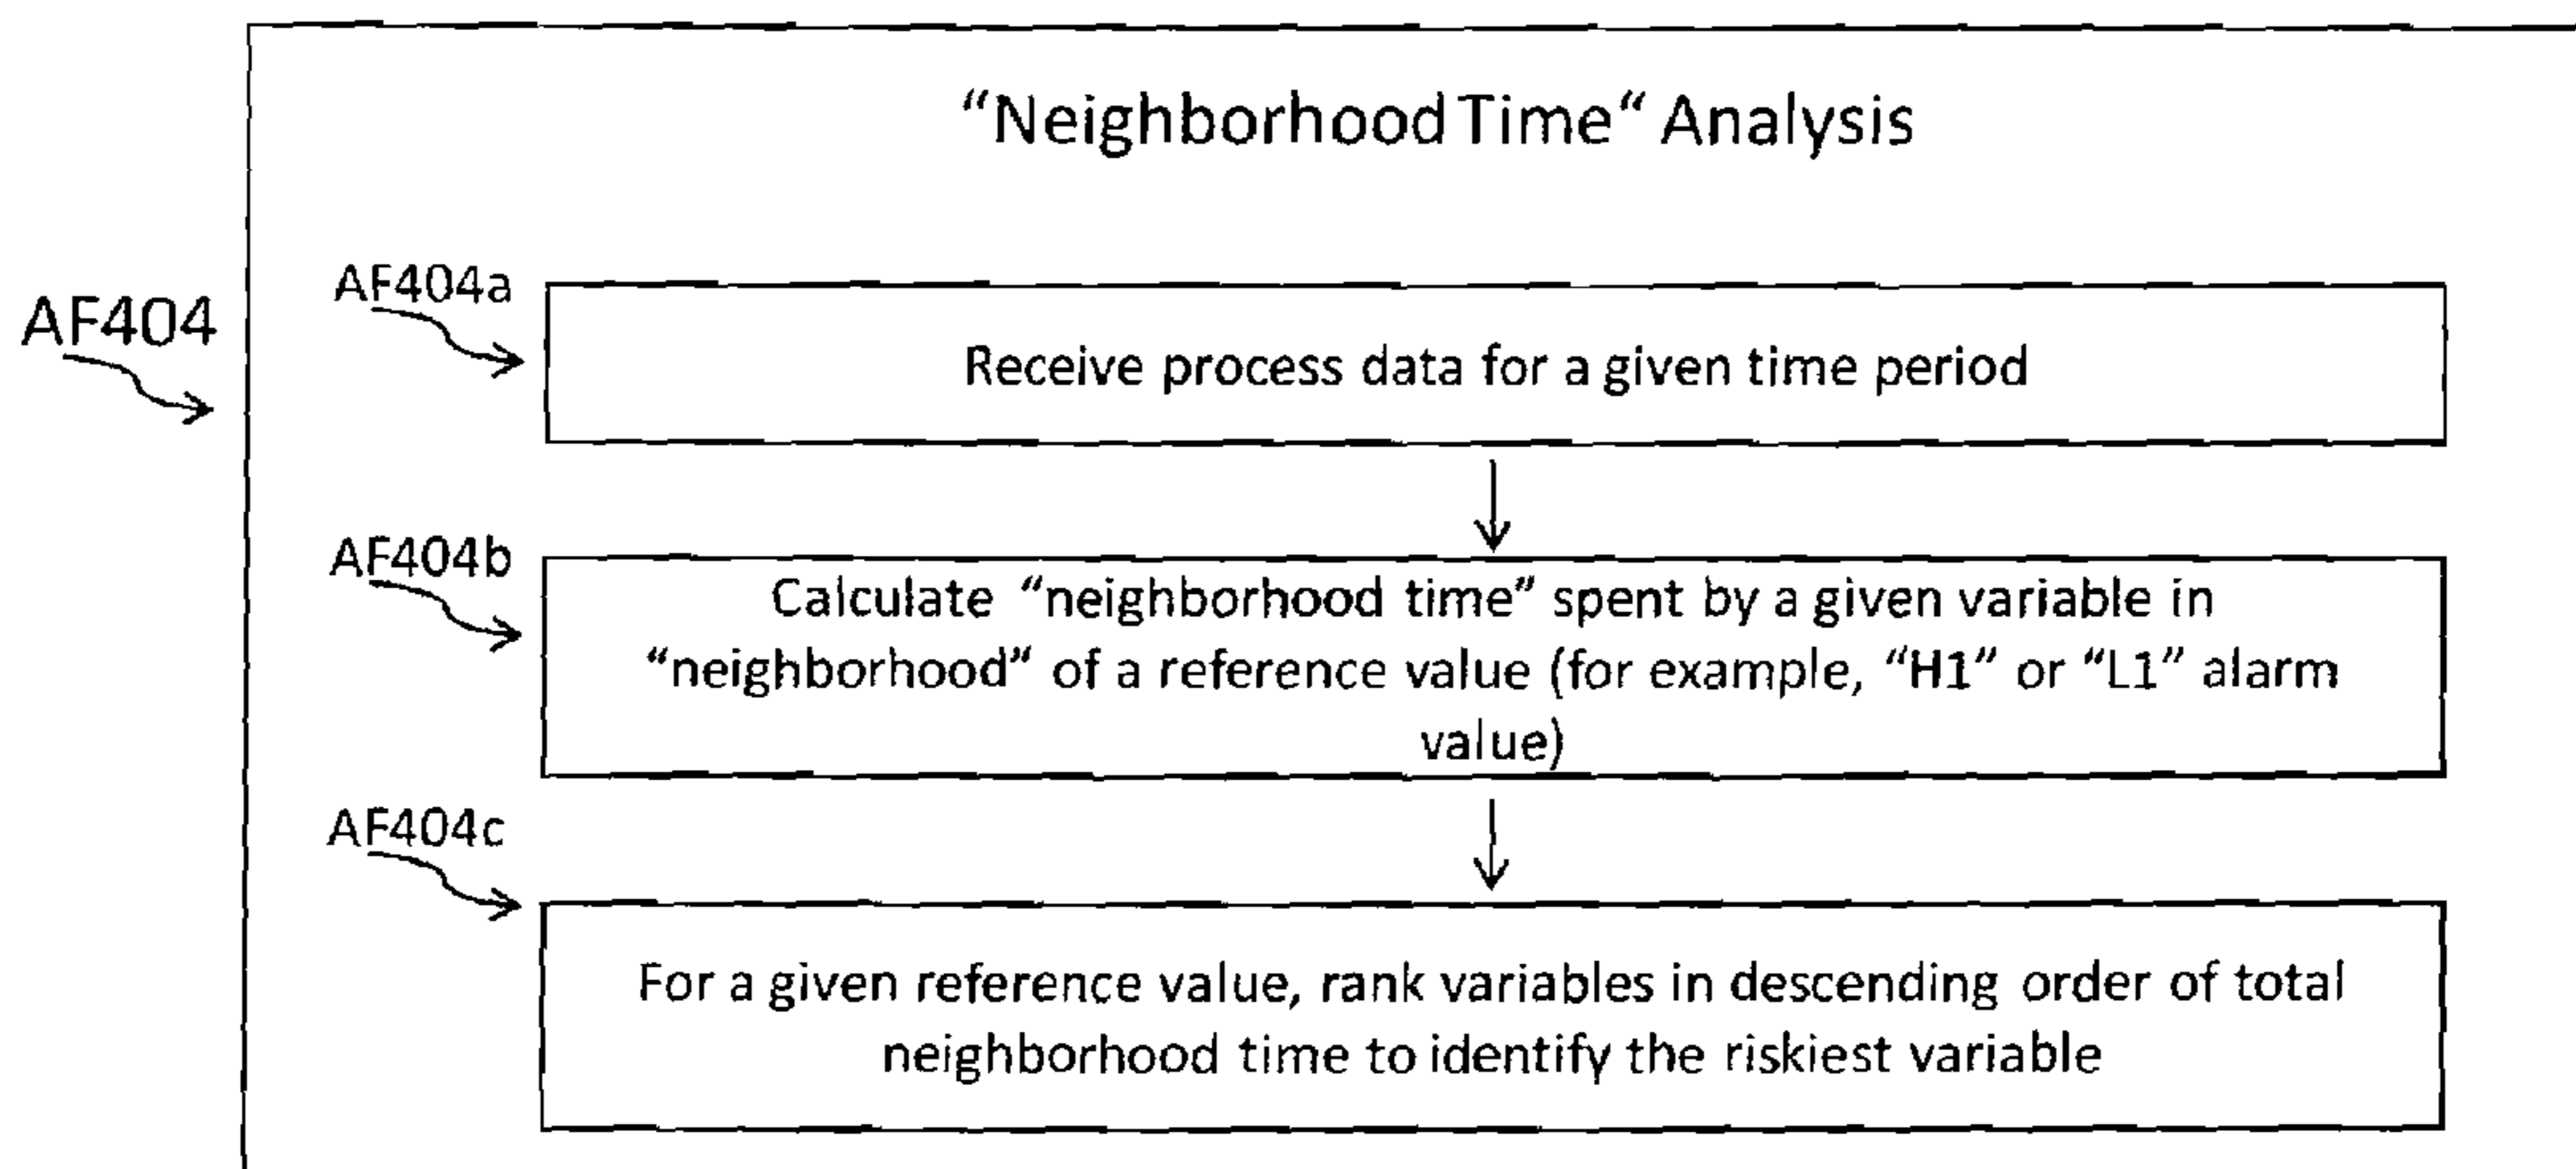 “Neighborhood Time“ Analysis
AF404
AF404a
Receive process data for a given time period
AF404b
Calculate “neighborhood time” spent by a given variable in
“neighborhood” of a reference value (for example, “H1” or “L1” alarm
value)
AF404c
For a given reference value, rank variables in descending order of total
neighborhood time to identify the riskiest variable